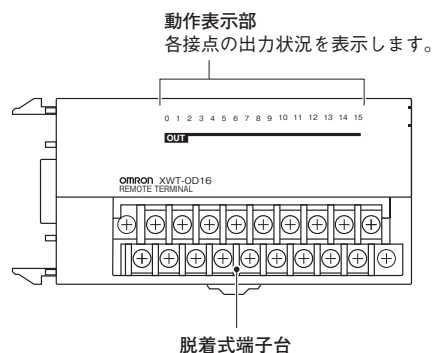 動作表示部
各接点の出力状況を表示します。
0 1 2 3 4 5 6 7 8 9 10 11 12 13 14 15
OUT
OMRON XWT-OD16
REMOTE TERMINAL
脱着式端子台